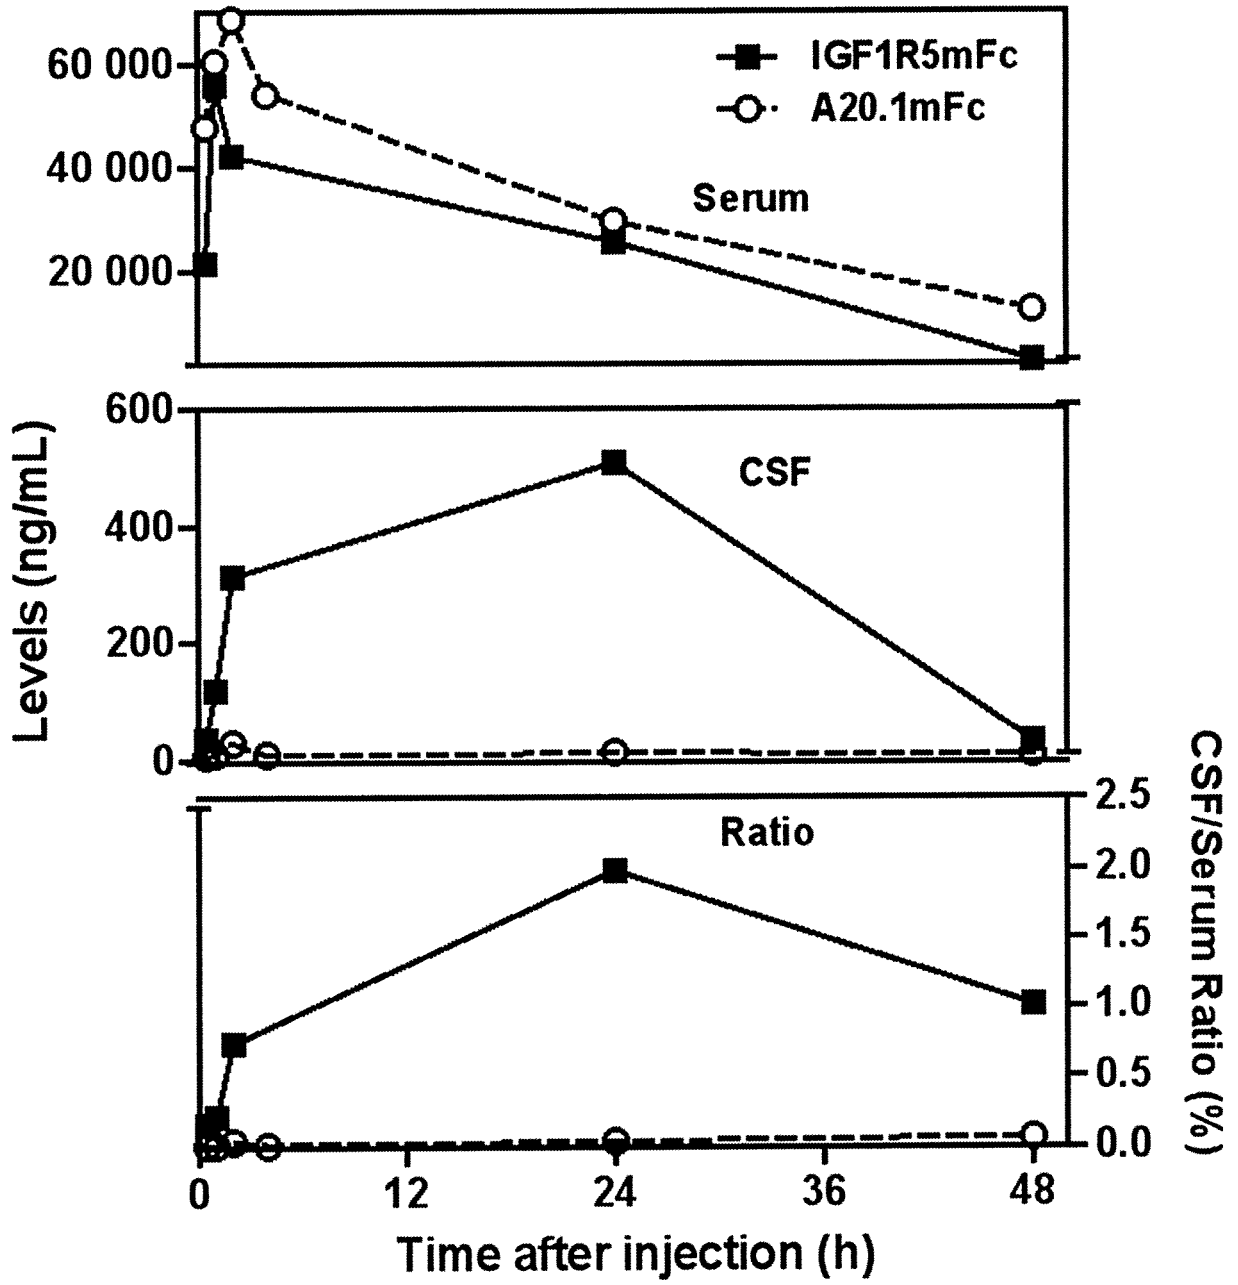 60 000
40 000
20 000
IGF1R5mFc
A20.1mFc
Serum
600
400
200
0
CSF
Levels (ng/mL)
Ratio
2.5
2.0
1.5
1.0
0.5
0.0
CSF/Serum Ratio (%)
0 12 24 36 48
Time after injection (h)